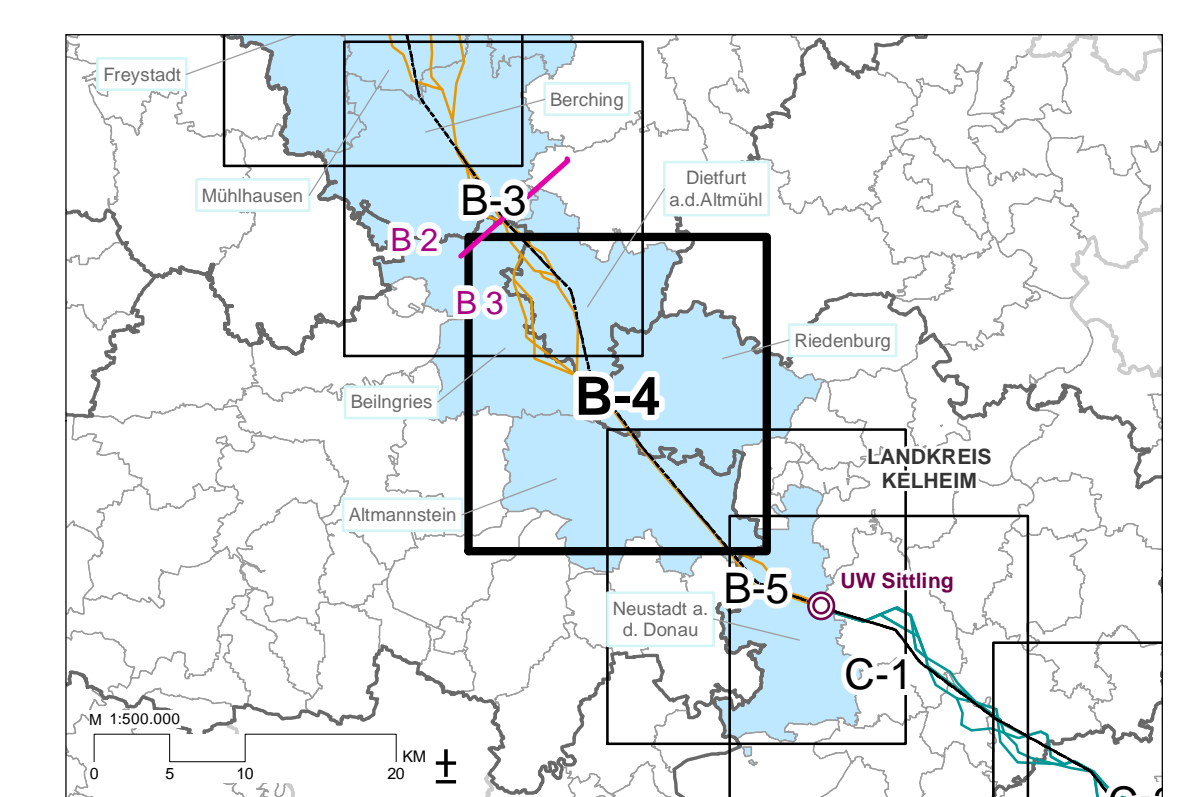 Freystadt
Berching
Mühlhausen
Dietfurt
a.d.Altmühl
B-3
B 2
B 3
Riedenburg
Beilngries
B-4
LANDKREIS
KELHEIM
Altmannstein
B-5
UW Sittling
Neustadt a.
d. Donau
C-1
M 1:500.000
KM
0 5 10 20